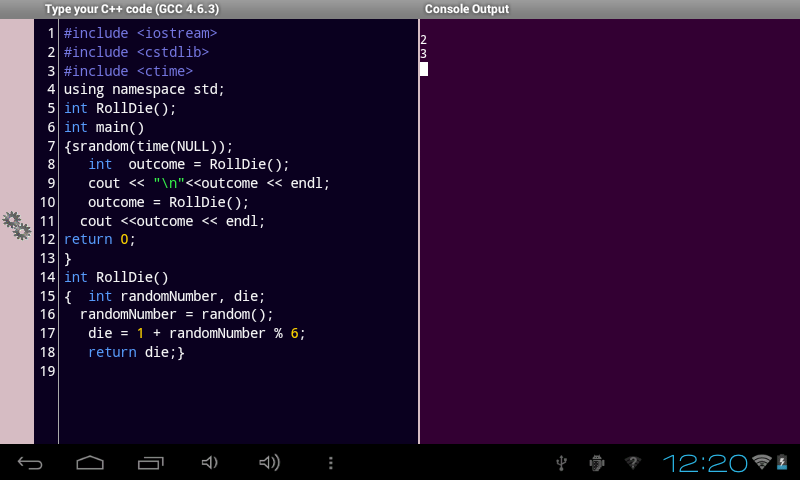 Type your C++ code (GCC 4.6.3)
Console Output
1 #include <iostream>
2 #include <cstdlib>
3 #include <ctime>
4 using namespace std;
5 int RollDie();
6 int main()
7 {srandom(time(NULL));
8    int  outcome = RollDie();
9    cout << "\n"<<outcome << endl;
10    outcome = RollDie();
11   cout <<outcome << endl;
12 return 0;
13 }
14 int RollDie()
15 {  int randomNumber, die;
16   randomNumber = random();
17    die = 1 + randomNumber % 6;
18    return die;}
19
2
3
12:20